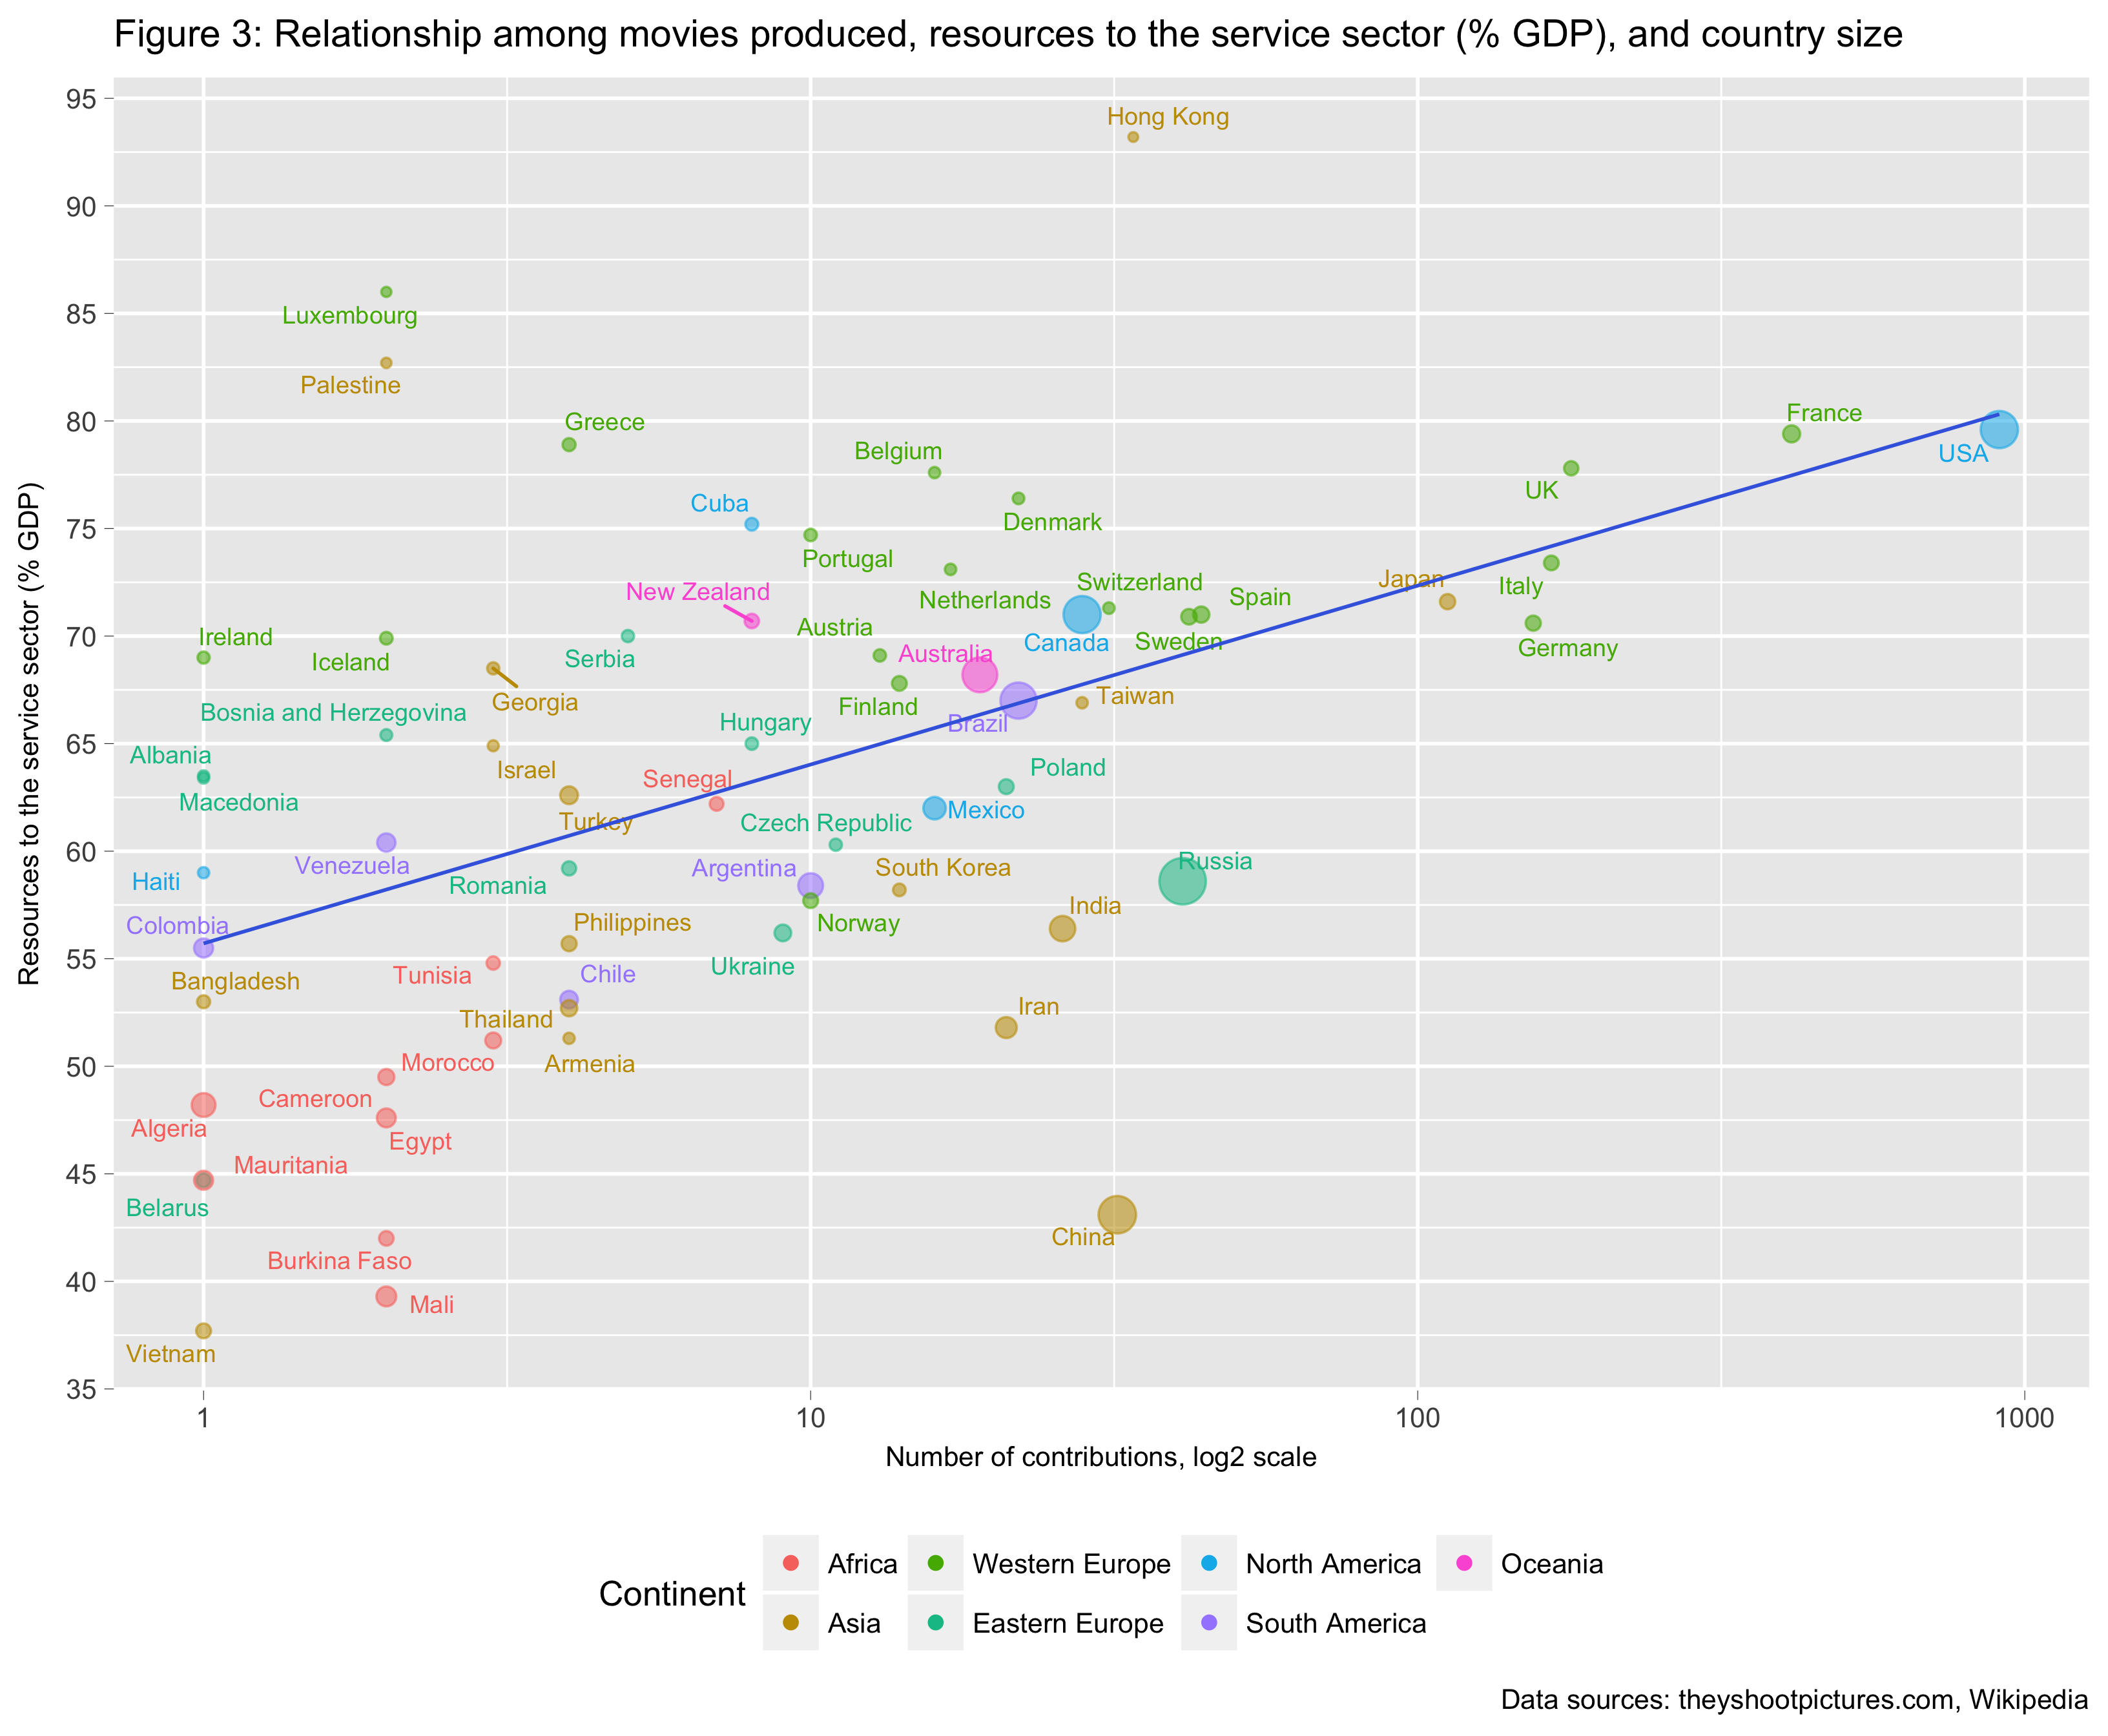 Figure 3: Relationship among movies produced, resources to the service sector (% GDP), and country size
Resources to the service sector (% GDP)
95
90
85
80
75
70
65
60
55
50
45
40
35
Hong Kong
Luxembourg
Palestine
France
Greece
USA
Belgium
UK
Cuba
Denmark
Portugal
Japan
Switzerland
Italy
New Zealand
Spain
Netherlands
Austria
Ireland
Sweden
Canada
Germany
Iceland
Serbia
Australia
Georgia
Taiwan
Finland
Bosnia and Herzegovina
Hungary
Brazil
Albania
Israel
Poland
Senegal
Macedonia
Mexico
Turkey
Czech Republic
Russia
Venezuela
Argentina
South Korea
Haiti
Romania
India
Philippines
Norway
Colombia
Ukraine
Tunisia
Chile
Bangladesh
Iran
Thailand
Morocco
Armenia
Cameroon
Algeria
Egypt
Mauritania
Belarus
China
Burkina Faso
Mali
Vietnam
1 10 100 1000
Number of contributions, log2 scale
Continent
Africa Western Europe North America Oceania
Asia Eastern Europe South America
Data sources: theyshootpictures.com, Wikipedia